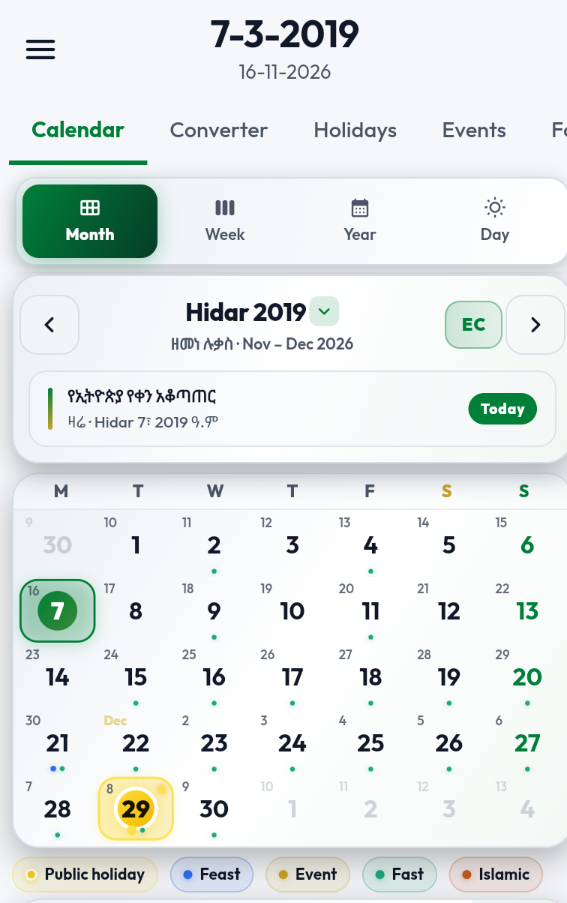 7-3-2019
16-11-2026
Calendar Converter Holidays Events
Month Week Year Day
Hidar 2019
ዘመነ ሉቃስ · Nov – Dec 2026
EC
የኢትዮጵያ የቀን አቆጣጠር
ዛሬ · Hidar 7፣ 2019 ዓ.ም
Today
M T W T F S S
9 10 11 12 13 14 15
30 1 2 3 4 5 6
16 17 18 19 20 21 22
7 8 9 10 11 12 13
23 24 25 26 27 28 29
14 15 16 17 18 19 20
30 Dec 2 3 4 5 6
21 22 23 24 25 26 27
7 8 9 10 11 12 13
28 29 30 1 2 3 4
Public holiday Feast Event Fast Islamic